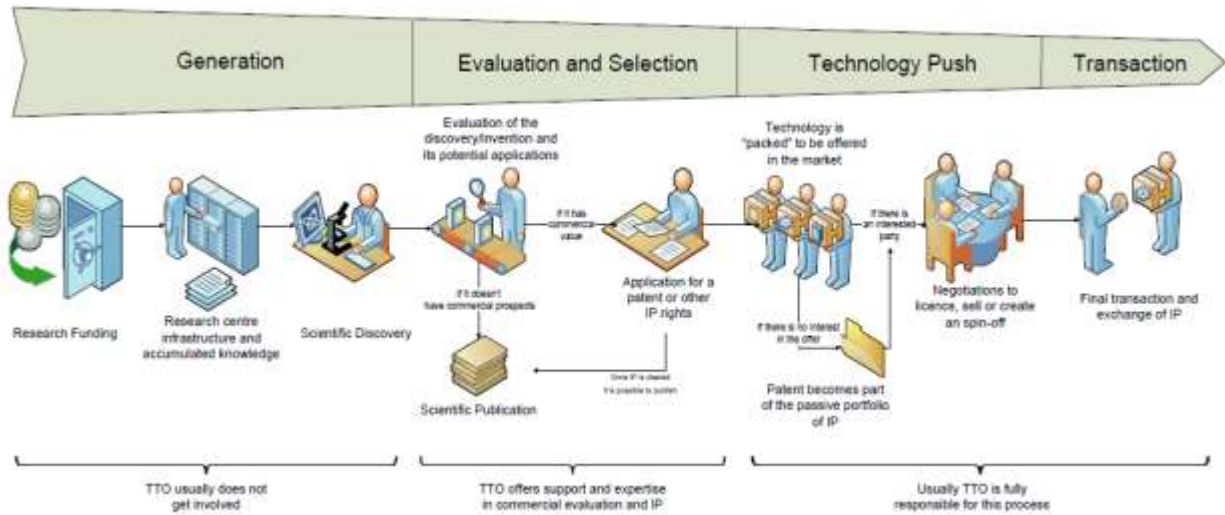 Generation
Evaluation and Selection
Technology Push
Transaction
Evaluation of the
discovery/invention and
its potential applications
Technology is
"packed" to be offered
in the market
If it has
commercial
value
If there is
an interested
party
If it doesn't
have commercial prospects
Application for a
patent or other
IP rights
Negotiations to
licence, sell or create
an spin-off
Final transaction and
exchange of IP
Research Funding
Research centre
infrastructure and
accumulated knowledge
Scientific Discovery
If there is no interest
in the offer
Once IP is cleared
it is possible to publish
Scientific Publication
Patent becomes part
of the passive portfolio
of IP
TTO usually does not
get involved
TTO offers support and expertise
in commercial evaluation and IP
Usually TTO is fully
responsible for this process